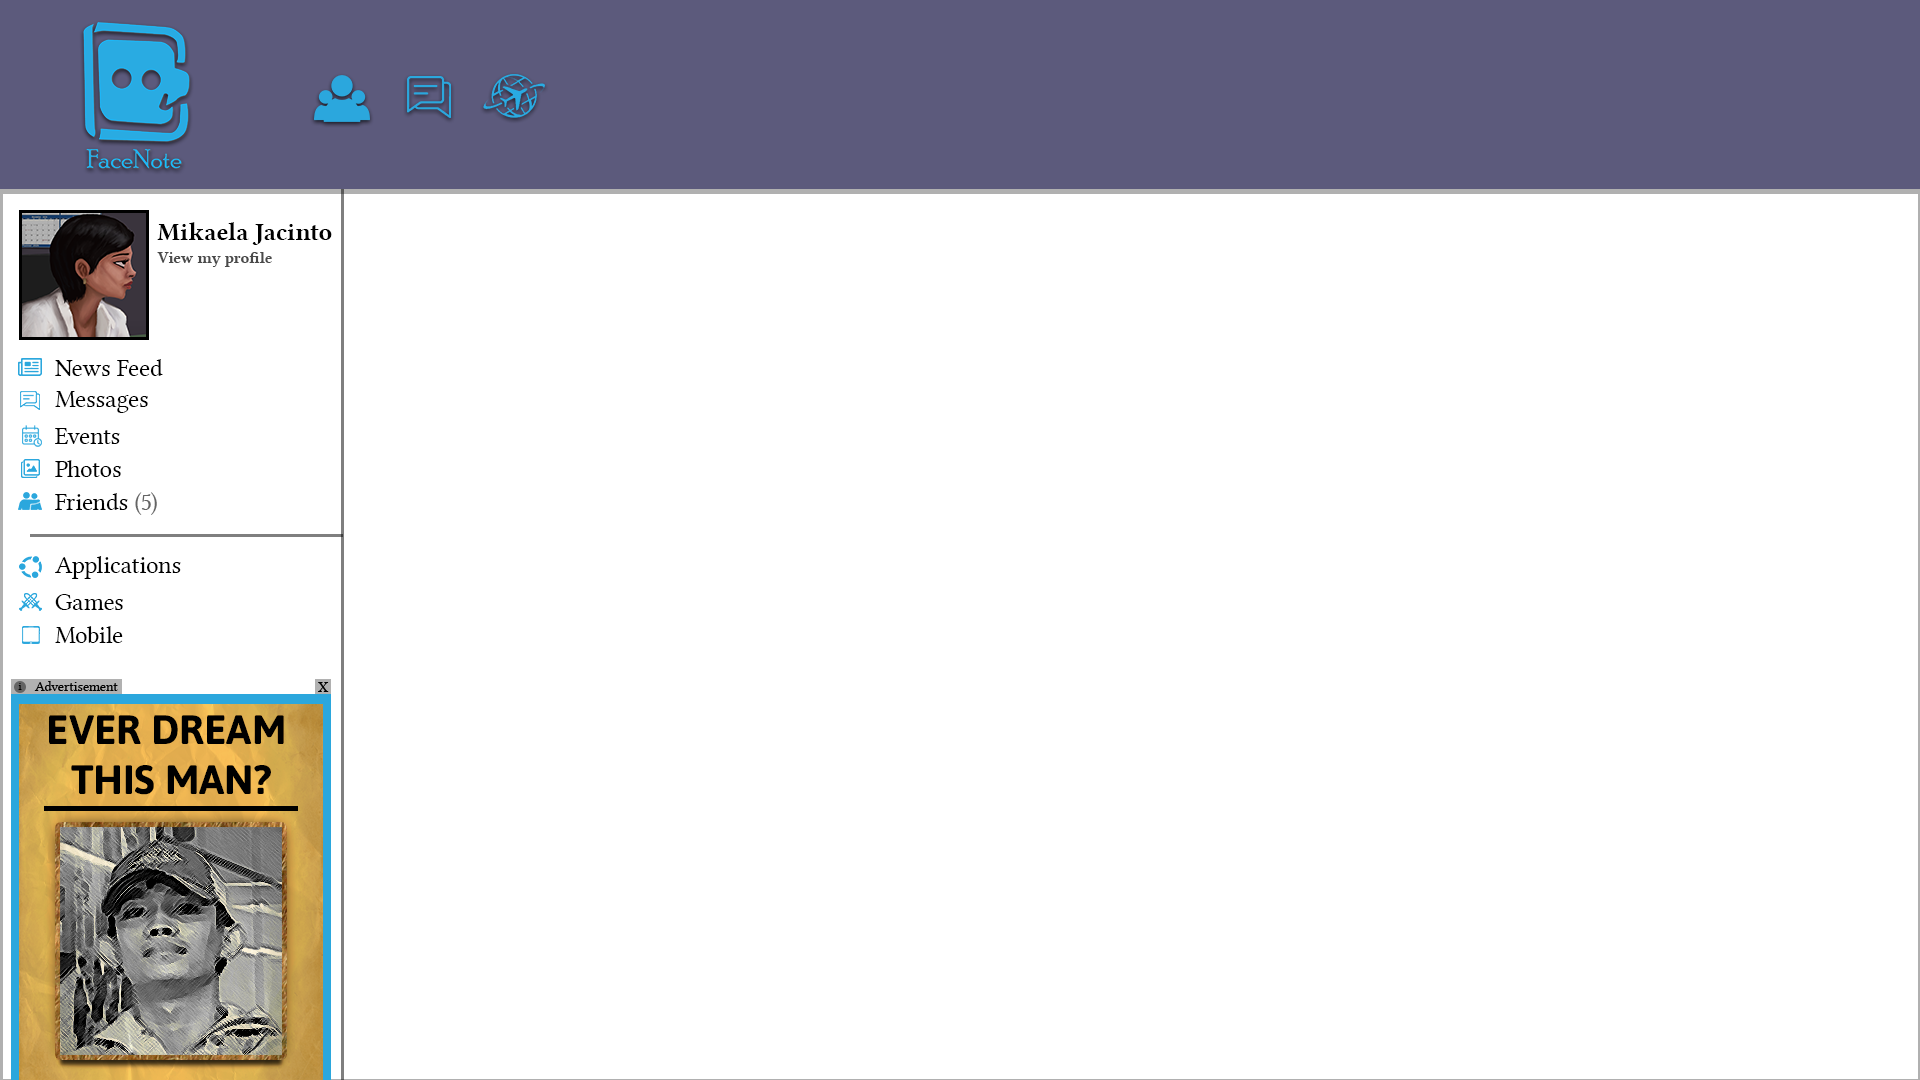 FaceNote
Mikaela Jacinto
View my profile
News Feed
Messages
Events
Photos
Friends (5)
Applications
Games
Mobile
Advertisement X
EVER DREAM
THIS MAN?